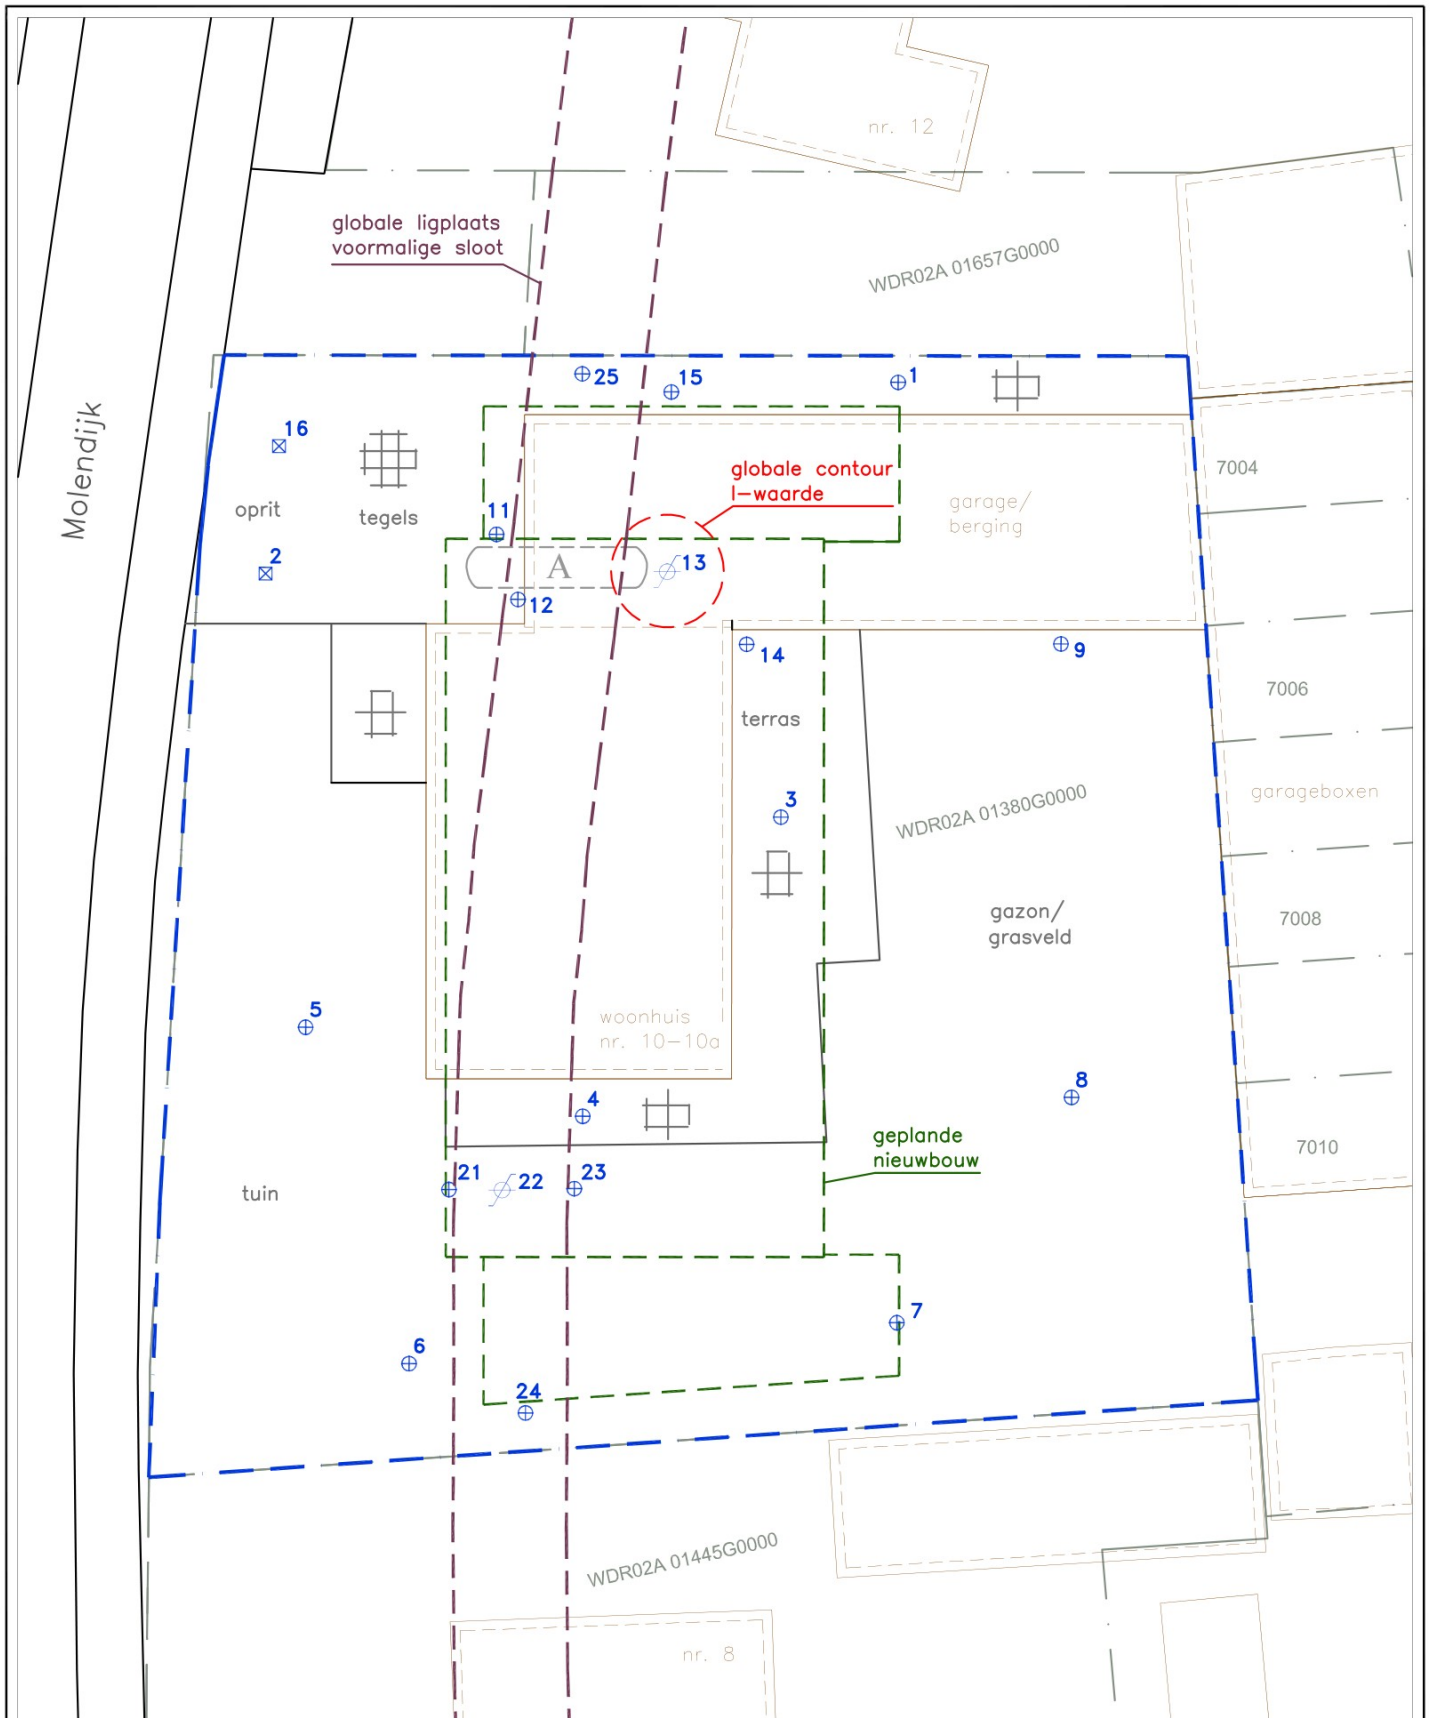 nr. 12
globale ligplaats
voormalige sloot
WDR02A 01657G0000
25
15
1
16
Molendijk
globale contour
I-waarde
7004
garage/
berging
oprit
tegels
11
A
13
2
12
14
9
7006
terras
3
WDR02A 01380G0000
garageboxen
gazon/
grasveld
7008
5
woonhuis
nr. 10-10a
8
4
geplande
nieuwbouw
7010
21
22
23
tuin
7
6
24
WDR02A 01445G0000
nr. 8